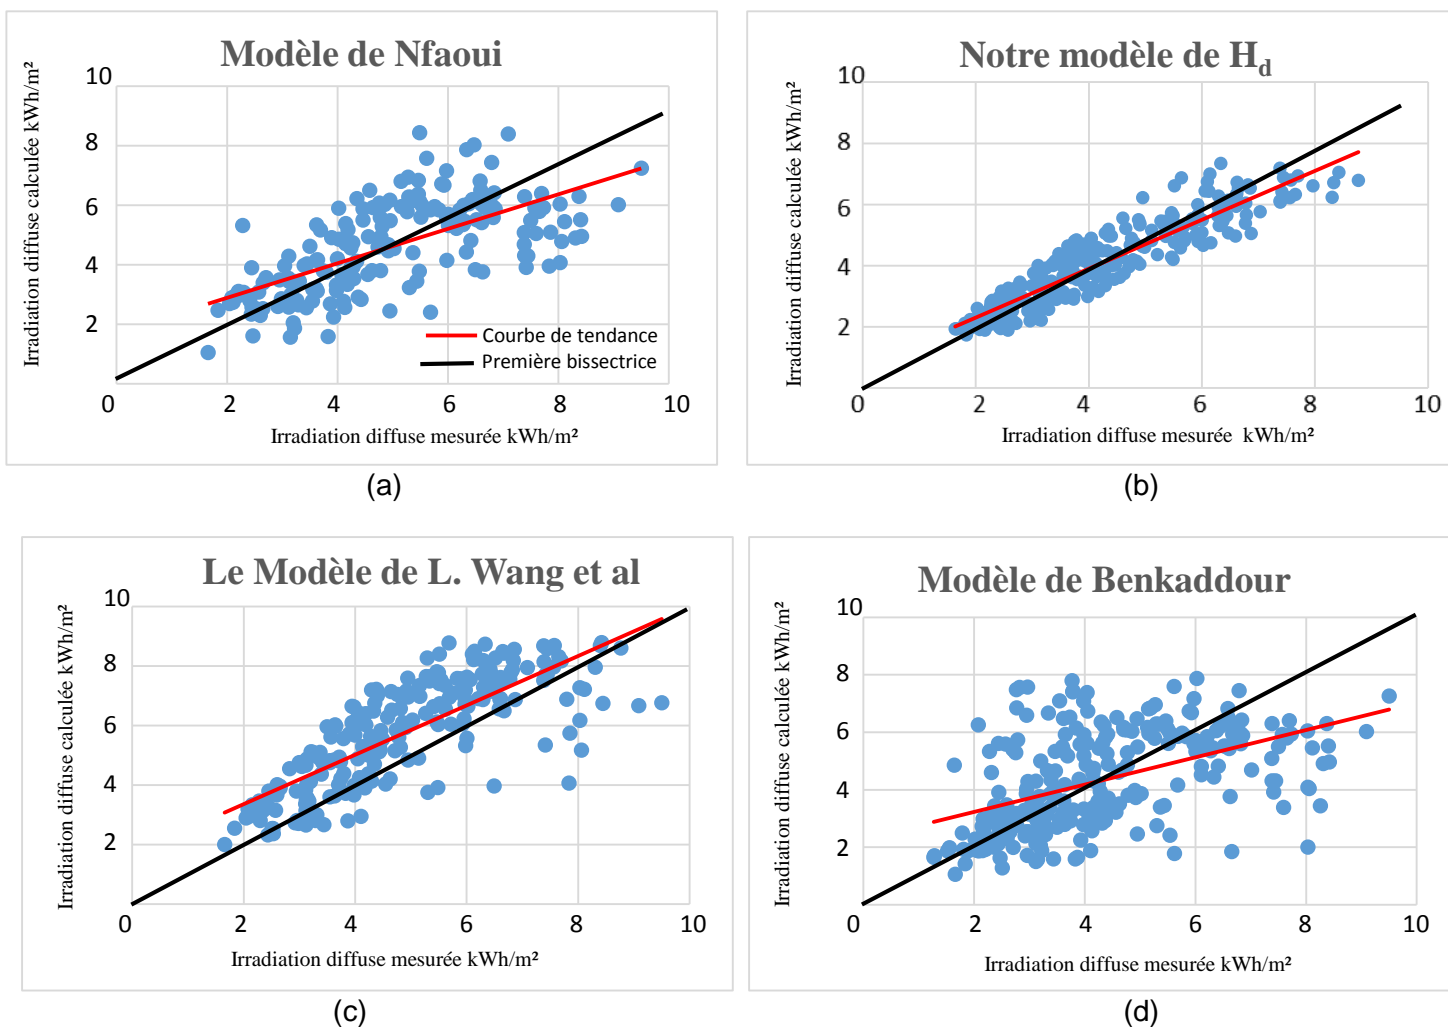 Modèle de Nfaoui
Irradiation diffuse calculée kWh/m²
10
8
6
4
2
0
2
4
6
8
10
Courbe de tendance
Première bissectrice
Irradiation diffuse mesurée kWh/m²
(a)
Notre modèle de Hd
Irradiation diffuse calculée kWh/m²
10
8
6
4
2
0
2
4
6
8
10
Irradiation diffuse mesurée kWh/m²
(b)
Le Modèle de L. Wang et al
Irradiation diffuse calculée kWh/m²
10
8
6
4
2
0
2
4
6
8
10
Irradiation diffuse mesurée kWh/m²
(c)
Modèle de Benkaddour
Irradiation diffuse calculée kWh/m²
10
8
6
4
2
0
2
4
6
8
10
Irradiation diffuse mesurée kWh/m²
(d)